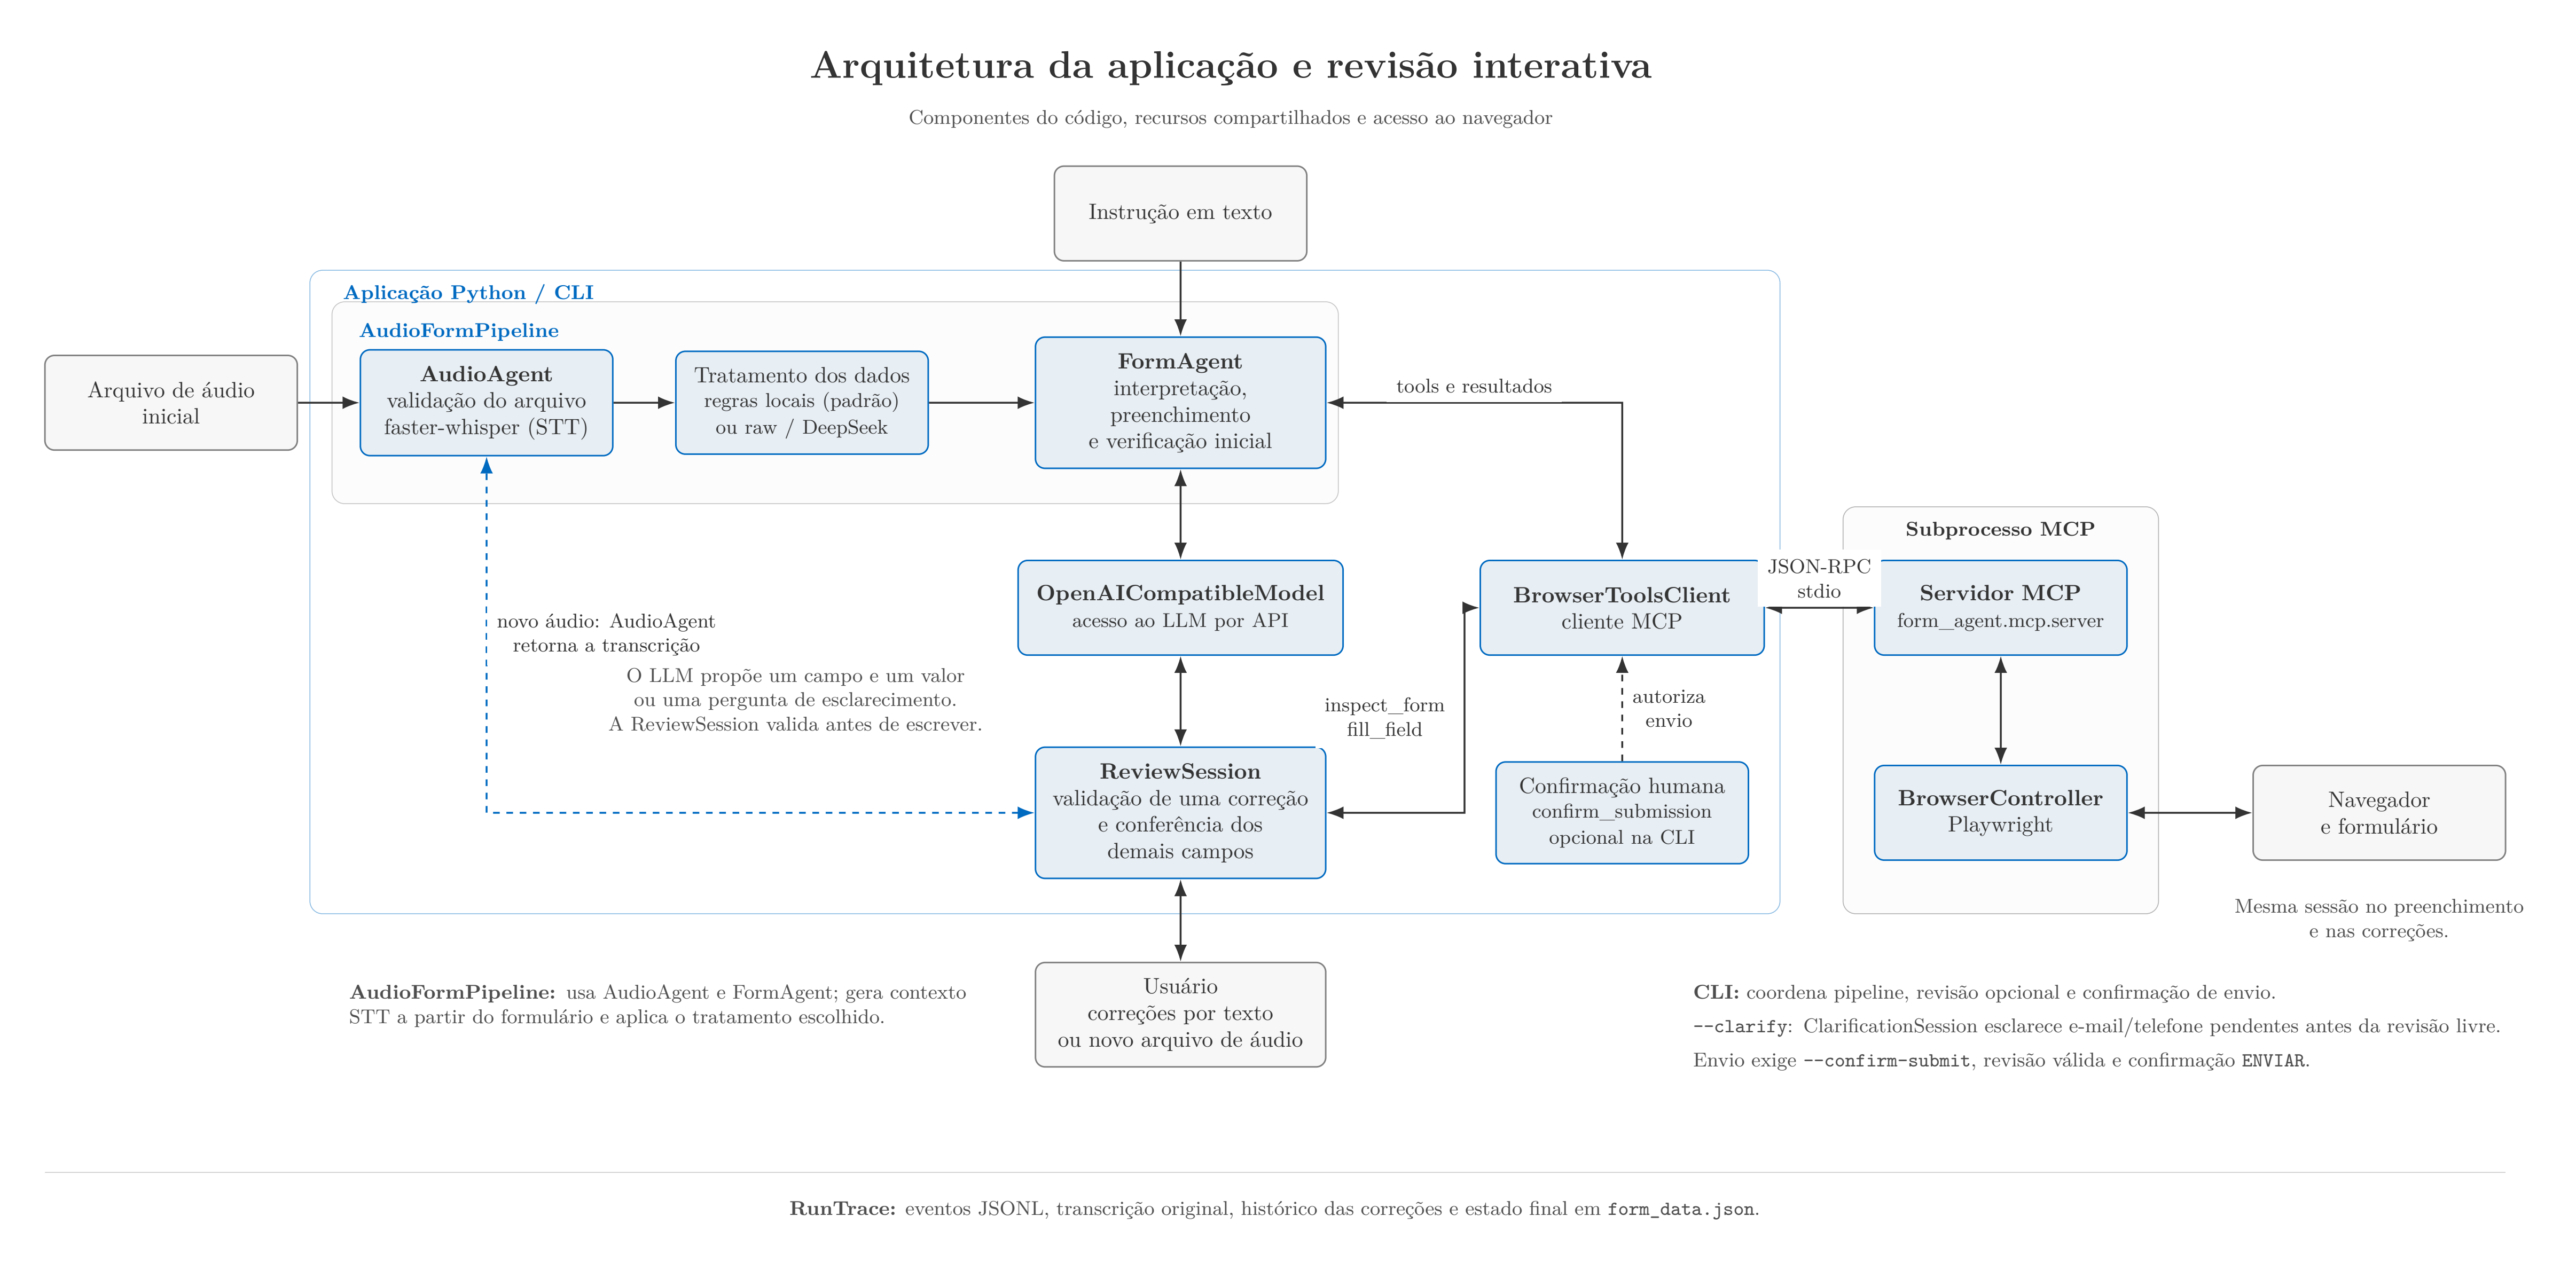 Arquitetura da aplicação e revisão interativa
Componentes do código, recursos compartilhados e acesso ao navegador
Instrução em texto
Aplicação Python / CLI
AudioFormPipeline
Arquivo de áudio
inicial
AudioAgent
validação do arquivo
faster-whisper (STT)
Tratamento dos dados
regras locais (padrão)
ou raw / DeepSeek
FormAgent
interpretação,
preenchimento
e verificação inicial
tools e resultados
Subprocesso MCP
OpenAICompatibleModel
acesso ao LLM por API
BrowserToolsClient
cliente MCP
JSON-RPC
stdio
Servidor MCP
form_agent.mcp.server
novo áudio: AudioAgent
retorna a transcrição
O LLM propõe um campo e um valor
ou uma pergunta de esclarecimento.
A ReviewSession valida antes de escrever.
inspect_form
fill_field
autoriza
envio
ReviewSession
validação de uma correção
e conferência dos
demais campos
Confirmação humana
confirm_submission
opcional na CLI
BrowserController
Playwright
Navegador
e formulário
Mesma sessão no preenchimento
e nas correções.
AudioFormPipeline: usa AudioAgent e FormAgent; gera contexto
STT a partir do formulário e aplica o tratamento escolhido.
Usuário
correções por texto
ou novo arquivo de áudio
CLI: coordena pipeline, revisão opcional e confirmação de envio.
--clarify: ClarificationSession esclarece e-mail/telefone pendentes antes da revisão livre.
Envio exige --confirm-submit, revisão válida e confirmação ENVIAR.
RunTrace: eventos JSONL, transcrição original, histórico das correções e estado final em form_data.json.